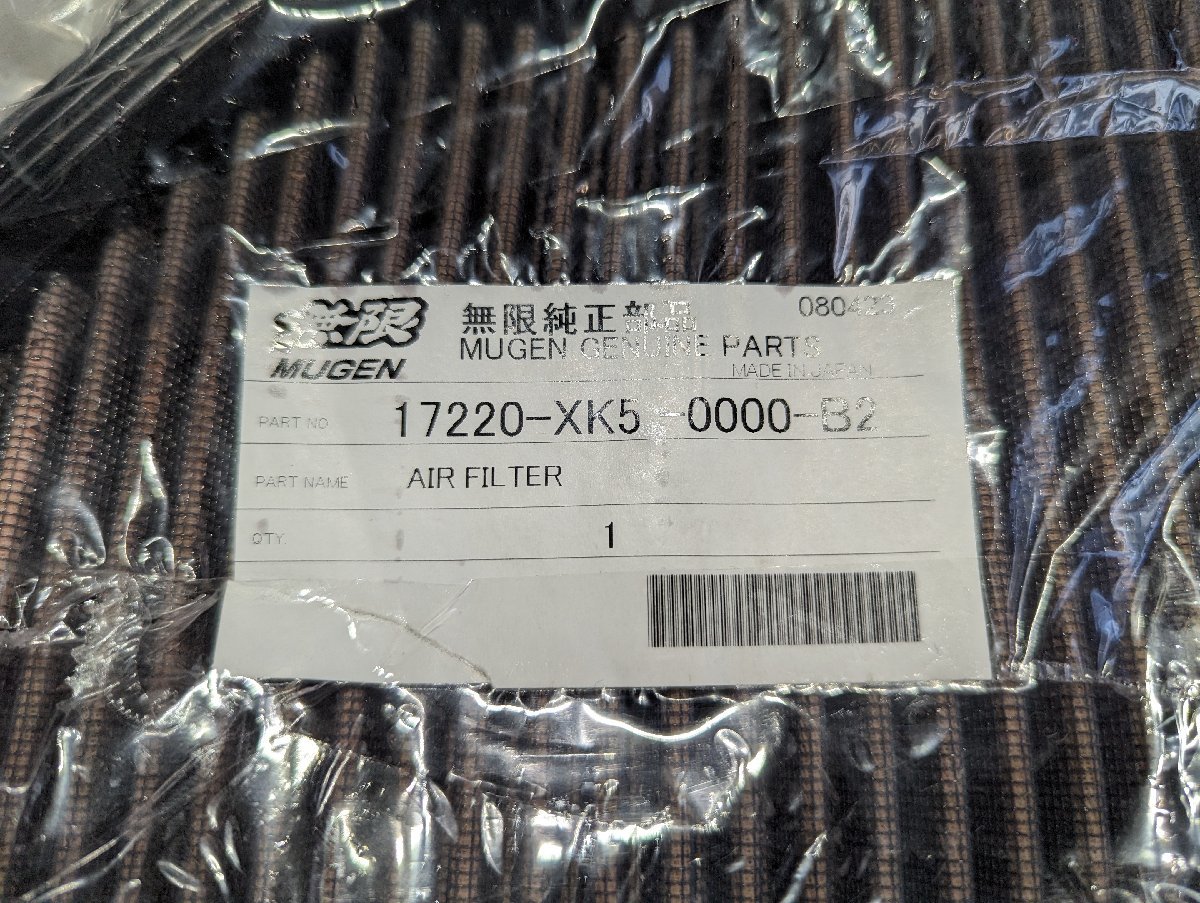 無限 無限純正部品 080423
MUGEN MUGEN GENUINE PARTS
MADE IN JAPAN
PART NO. 17220-XK5 -0000-B2
PART NAME AIR FILTER
QTY. 1